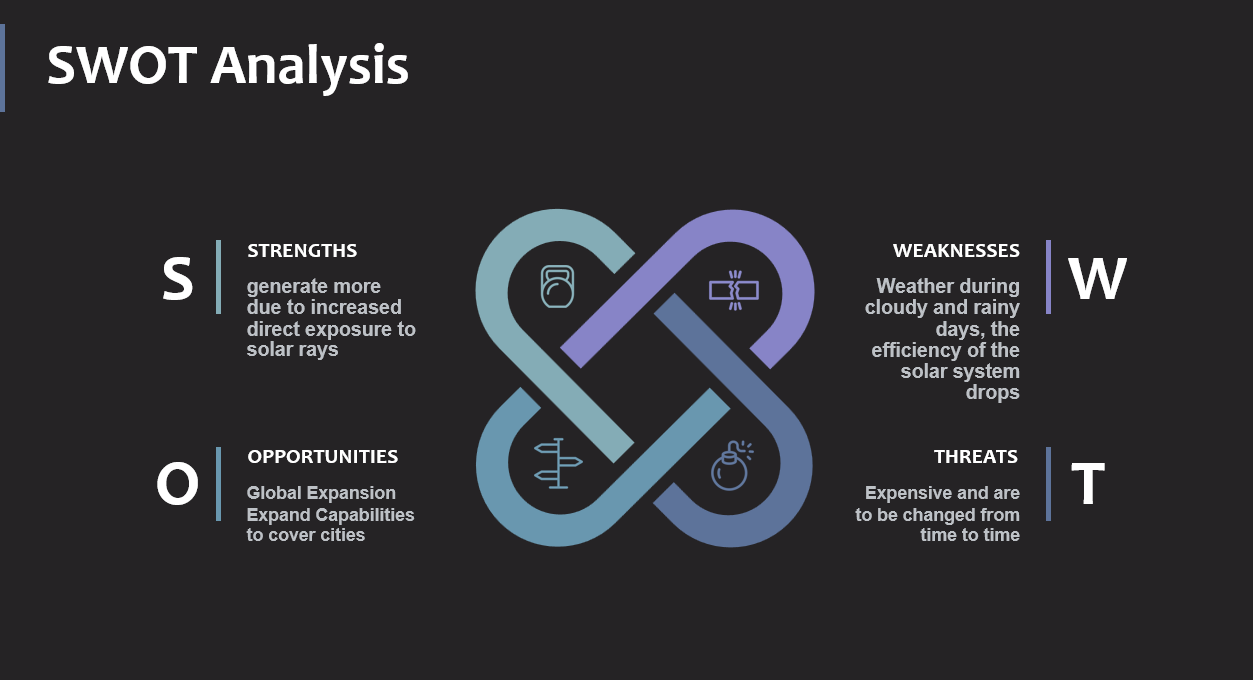 SWOT Analysis
S
STRENGTHS
generate more
due to increased
direct exposure to
solar rays
W
WEAKNESSES
Weather during
cloudy and rainy
days, the
efficiency of the
solar system
drops
O
OPPORTUNITIES
Global Expansion
Expand Capabilities
to cover cities
T
THREATS
Expensive and are
to be changed from
time to time